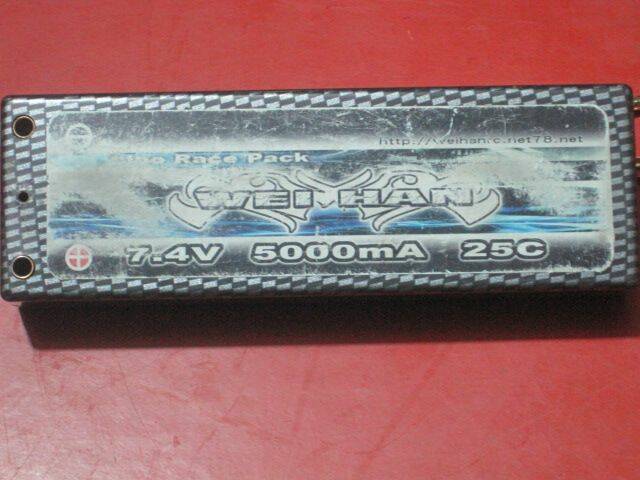 http://weihanrc.net78.net
Race Pack
WEIHAN
7.4V 5000mA 25C